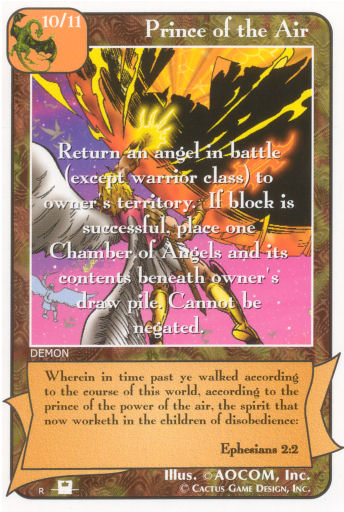 10/11
Prince of the Air
Return an angel in battle
(except warrior class) to
owner's territory. If block is
successful, place one
Chamber of Angels and its
contents beneath owner's
draw pile. Cannot be
negated.
DEMON
Wherein in time past ye walked according
to the course of this world, according to the
prince of the power of the air, the spirit that
now worketh in the children of disobedience:
Ephesians 2:2
Illus. ©AOCOM, Inc.
R
© Cactus Game Design, Inc.